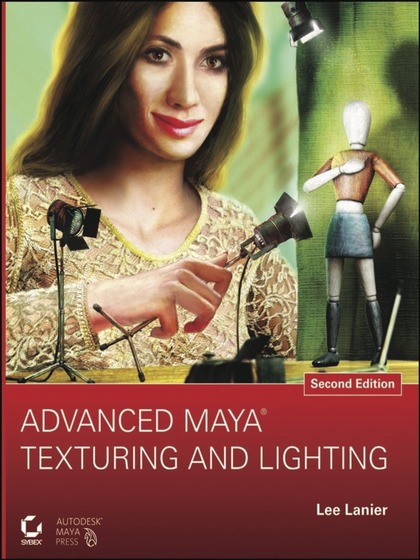 Second Edition
ADVANCED MAYA®
TEXTURING AND LIGHTING
Lee Lanier
SYBEX®
AUTODESK®
MAYA
PRESS